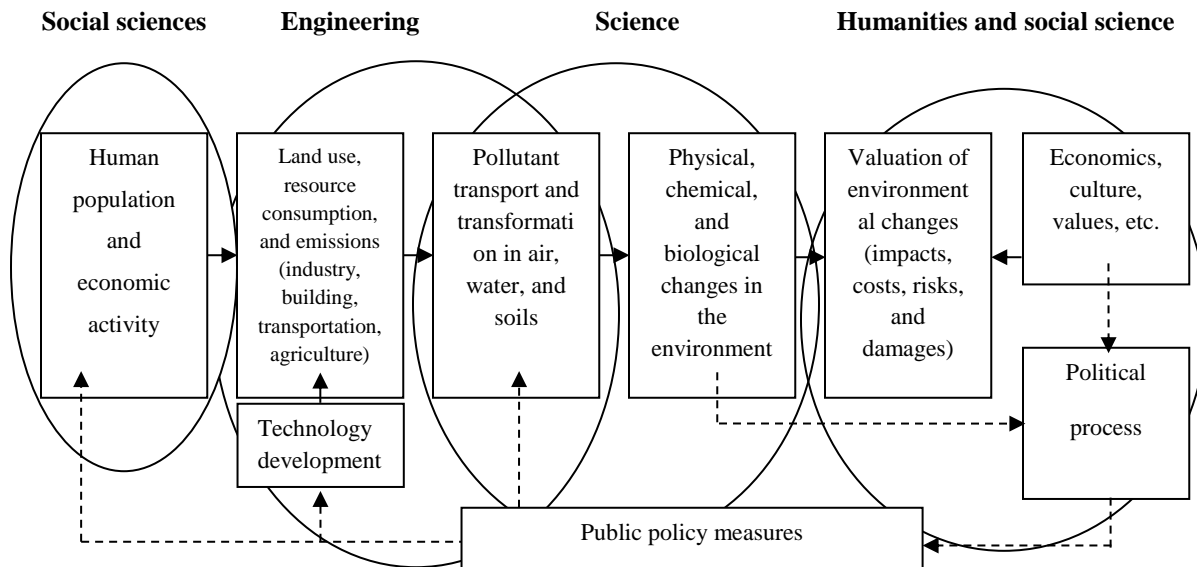 Social sciences
Engineering
Science
Humanities and social science
Human
population
and
economic
activity
Land use,
resource
consumption,
and emissions
(industry,
building,
transportation,
agriculture)
Pollutant
transport and
transformati
on in air,
water, and
soils
Physical,
chemical,
and
biological
changes in
the
environment
Valuation of
environment
al changes
(impacts,
costs, risks,
and
damages)
Economics,
culture,
values, etc.
Technology
development
Political
process
Public policy measures